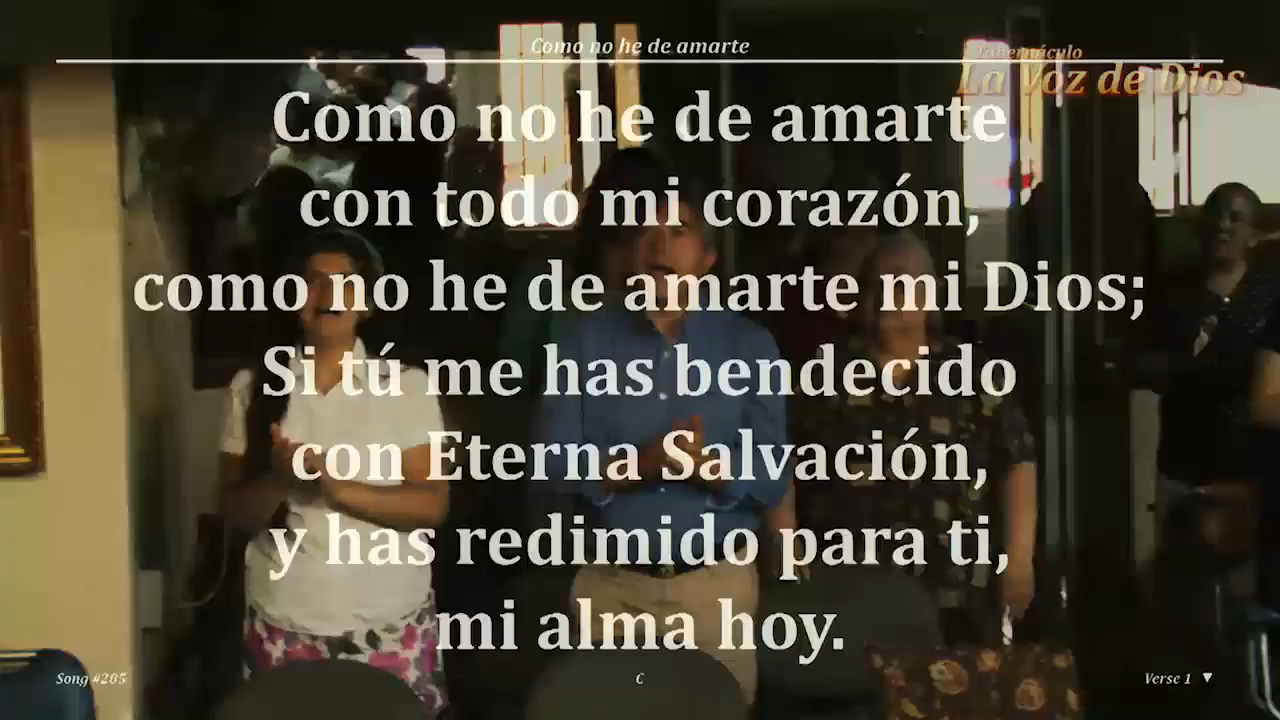 Como no he de amarte
Tabernáculo
La Voz de Dios
Como no he de amarte
con todo mi corazón,
como no he de amarte mi Dios;
Si tú me has bendecido
con Eterna Salvación,
y has redimido para ti,
mi alma hoy.
Song #205
C
Verse 1 ▼